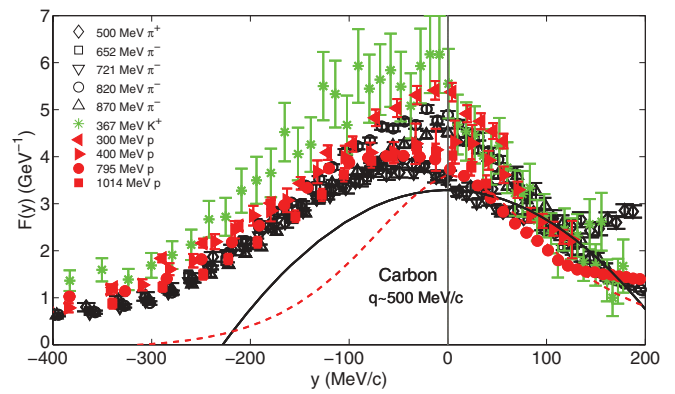 7
6
5
4
3
2
1
0
F(y) (GeV⁻¹)
500 MeV π⁺
652 MeV π⁻
721 MeV π⁻
820 MeV π⁻
870 MeV π⁻
367 MeV K⁺
300 MeV p
400 MeV p
795 MeV p
1014 MeV p
Carbon
q~500 MeV/c
−400 −300 −200 −100 0 100 200
y (MeV/c)